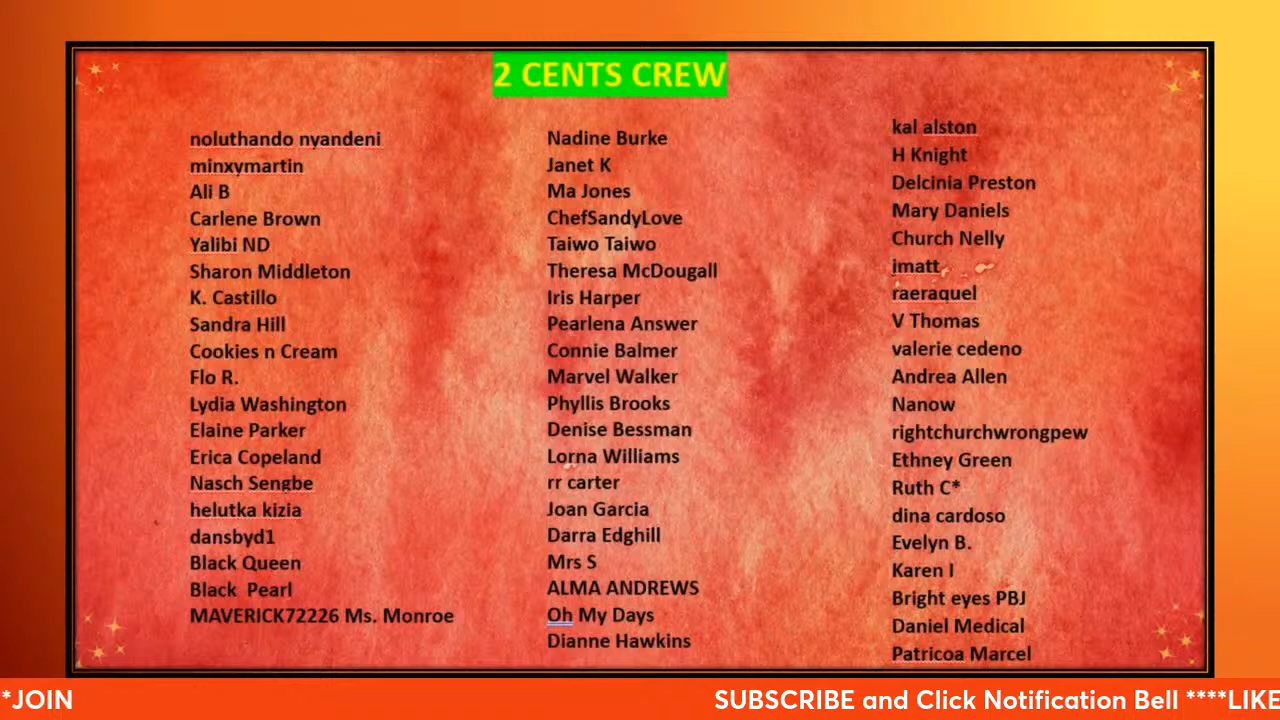 2 CENTS CREW
noluthando nyandeni
minxymartin
Ali B
Carlene Brown
Yalibi ND
Sharon Middleton
K. Castillo
Sandra Hill
Cookies n Cream
Flo R.
Lydia Washington
Elaine Parker
Erica Copeland
Nasch Sengbe
helutka kizia
dansbyd1
Black Queen
Black  Pearl
MAVERICK72226 Ms. Monroe
Nadine Burke
Janet K
Ma Jones
ChefSandyLove
Taiwo Taiwo
Theresa McDougall
Iris Harper
Pearlena Answer
Connie Balmer
Marvel Walker
Phyllis Brooks
Denise Bessman
Lorna Williams
rr carter
Joan Garcia
Darra Edghill
Mrs S
ALMA ANDREWS
Oh My Days
Dianne Hawkins
kal alston
H Knight
Delcinia Preston
Mary Daniels
Church Nelly
imatt
raeraquel
V Thomas
valerie cedeno
Andrea Allen
Nanow
rightchurchwrongpew
Ethney Green
Ruth C*
dina cardoso
Evelyn B.
Karen I
Bright eyes PBJ
Daniel Medical
Patricoa Marcel
*JOIN SUBSCRIBE and Click Notification Bell ****LIKE